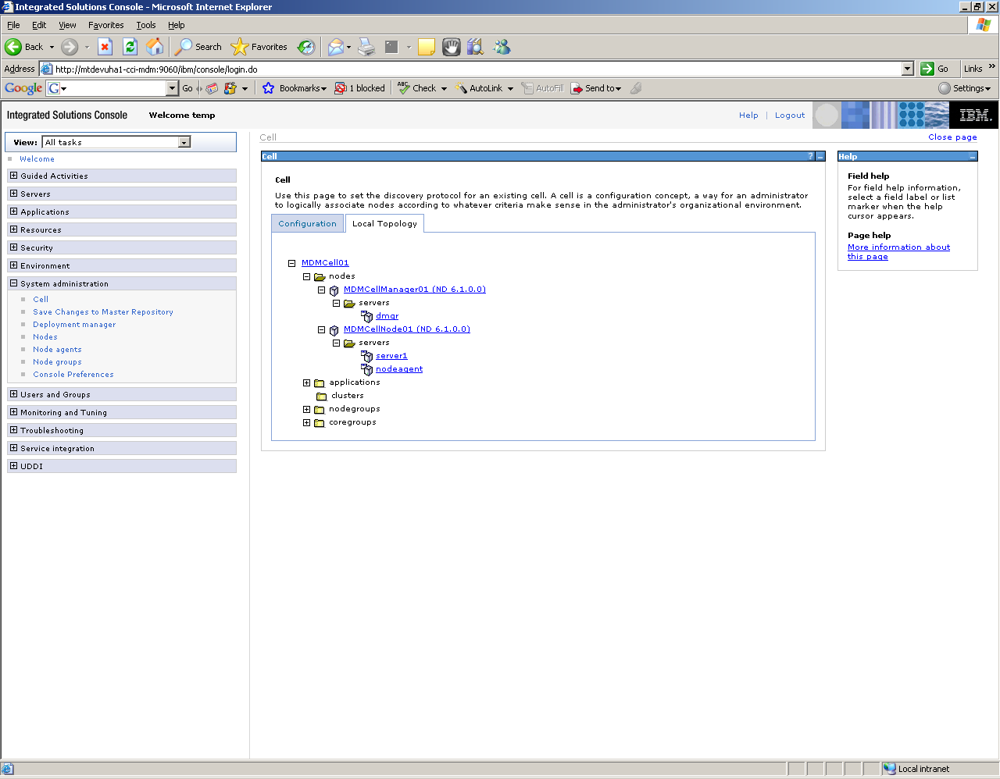 Integrated Solutions Console - Microsoft Internet Explorer
File Edit View Favorites Tools Help
Back Search Favorites
Address http://mtdevuha1-cci-mdm:9060/ibm/console/login.do Go Links »
Google G Go Bookmarks 1 blocked ABC Check AutoLink AutoFill Send to Settings
Integrated Solutions Console Welcome temp Help | Logout IBM.
View: All tasks
Welcome
Guided Activities
Servers
Applications
Resources
Security
Environment
System administration
Cell
Save Changes to Master Repository
Deployment manager
Nodes
Node agents
Node groups
Console Preferences
Users and Groups
Monitoring and Tuning
Troubleshooting
Service integration
UDDI
Cell Close page
Cell ?
Cell
Use this page to set the discovery protocol for an existing cell. A cell is a configuration concept, a way for an administrator
to logically associate nodes according to whatever criteria make sense in the administrator's organizational environment.
Configuration Local Topology
MDMCell01
nodes
MDMCellManager01 (ND 6.1.0.0)
servers
dmgr
MDMCellNode01 (ND 6.1.0.0)
servers
server1
nodeagent
applications
clusters
nodegroups
coregroups
Help
Field help
For field help information,
select a field label or list
marker when the help
cursor appears.
Page help
More information about
this page
Local intranet